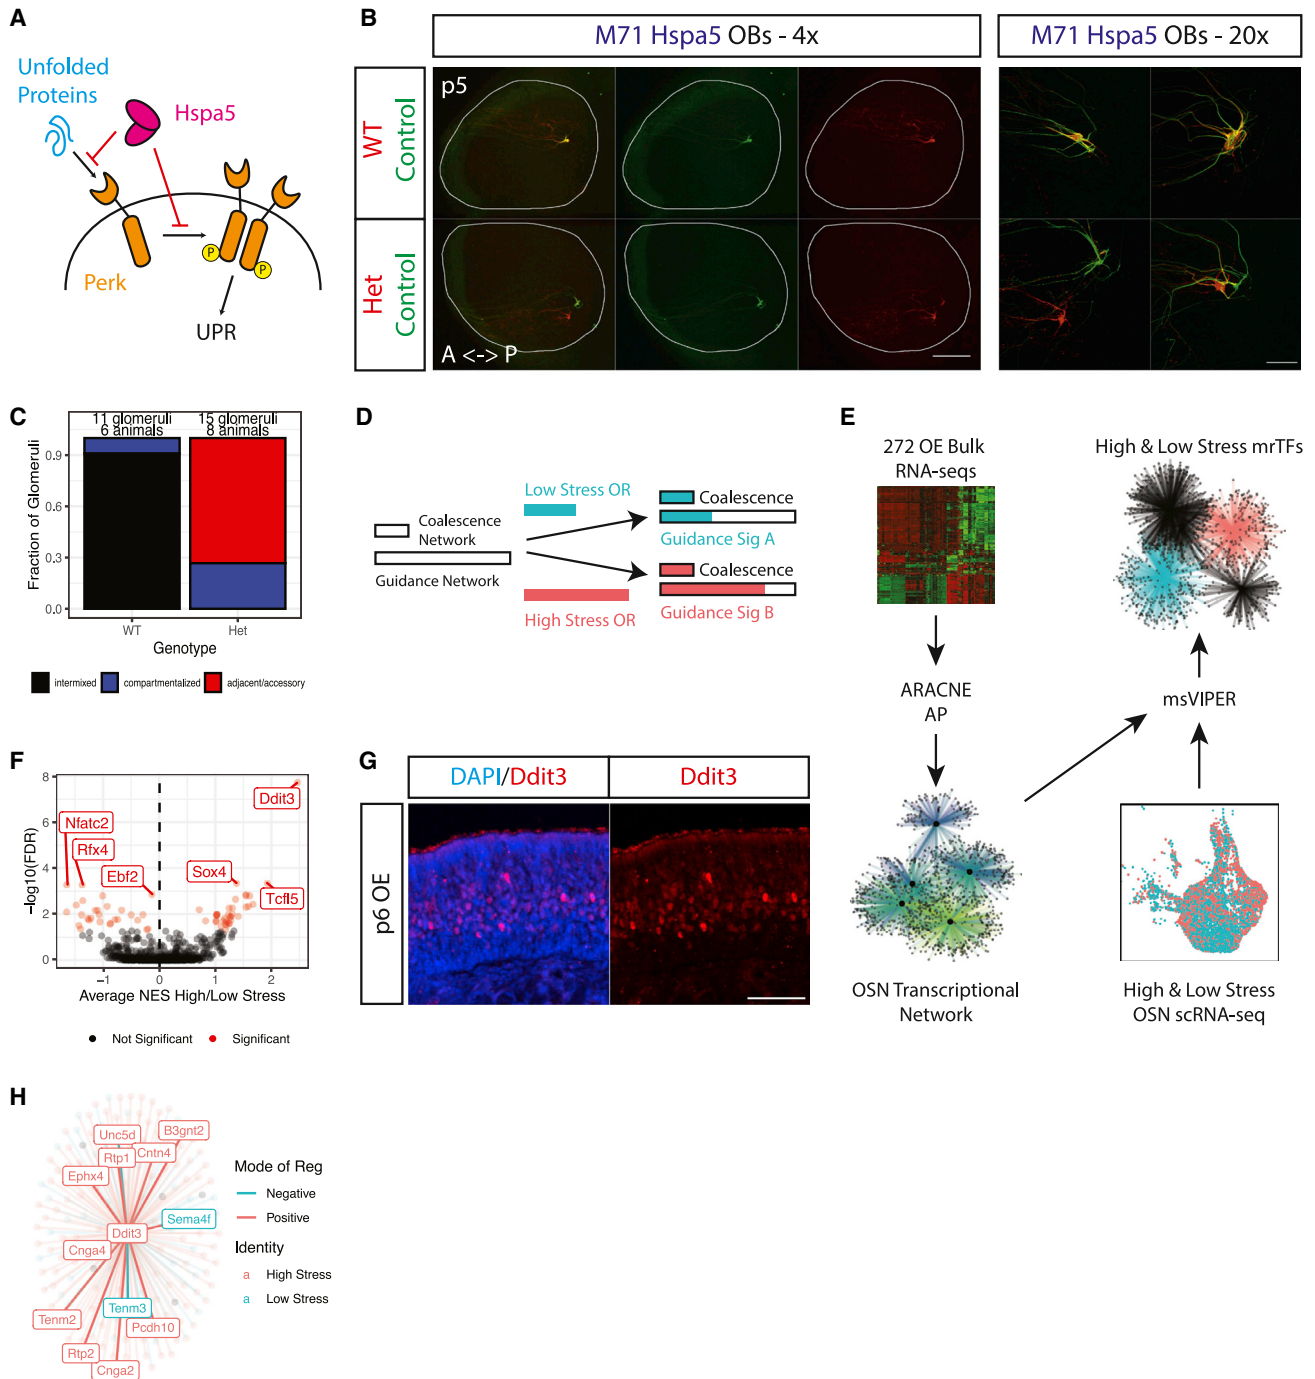 A
Unfolded
Proteins
Hspa5
P
P
Perk
UPR
B
M71 Hspa5 OBs - 4x
M71 Hspa5 OBs - 20x
WT
Control
Het
Control
p5
A <-> P
C
11 glomeruli
6 animals
15 glomeruli
8 animals
Fraction of Glomeruli
0.9
0.6
0.3
0.0
WT
Het
Genotype
intermixed
compartmentalized
adjacent/accessory
D
Coalescence
Network
Guidance Network
Low Stress OR
High Stress OR
Coalescence
Guidance Sig A
Coalescence
Guidance Sig B
E
272 OE Bulk
RNA-seqs
ARACNE
AP
OSN Transcriptional
Network
High & Low Stress mrTFs
msVIPER
High & Low Stress
OSN scRNA-seq
F
-log10(FDR)
8
6
4
2
0
Ddit3
Nfatc2
Rfx4
Ebf2
Sox4
Tcfl5
−1
0
1
2
Average NES High/Low Stress
Not Significant
Significant
G
DAPI/Ddit3
Ddit3
p6 OE
H
Unc5d
B3gnt2
Rtp1
Cntn4
Ephx4
Sema4f
Ddit3
Cnga4
Tenm3
Tenm2
Pcdh10
Rtp2
Cnga2
Mode of Reg
Negative
Positive
Identity
a High Stress
a Low Stress